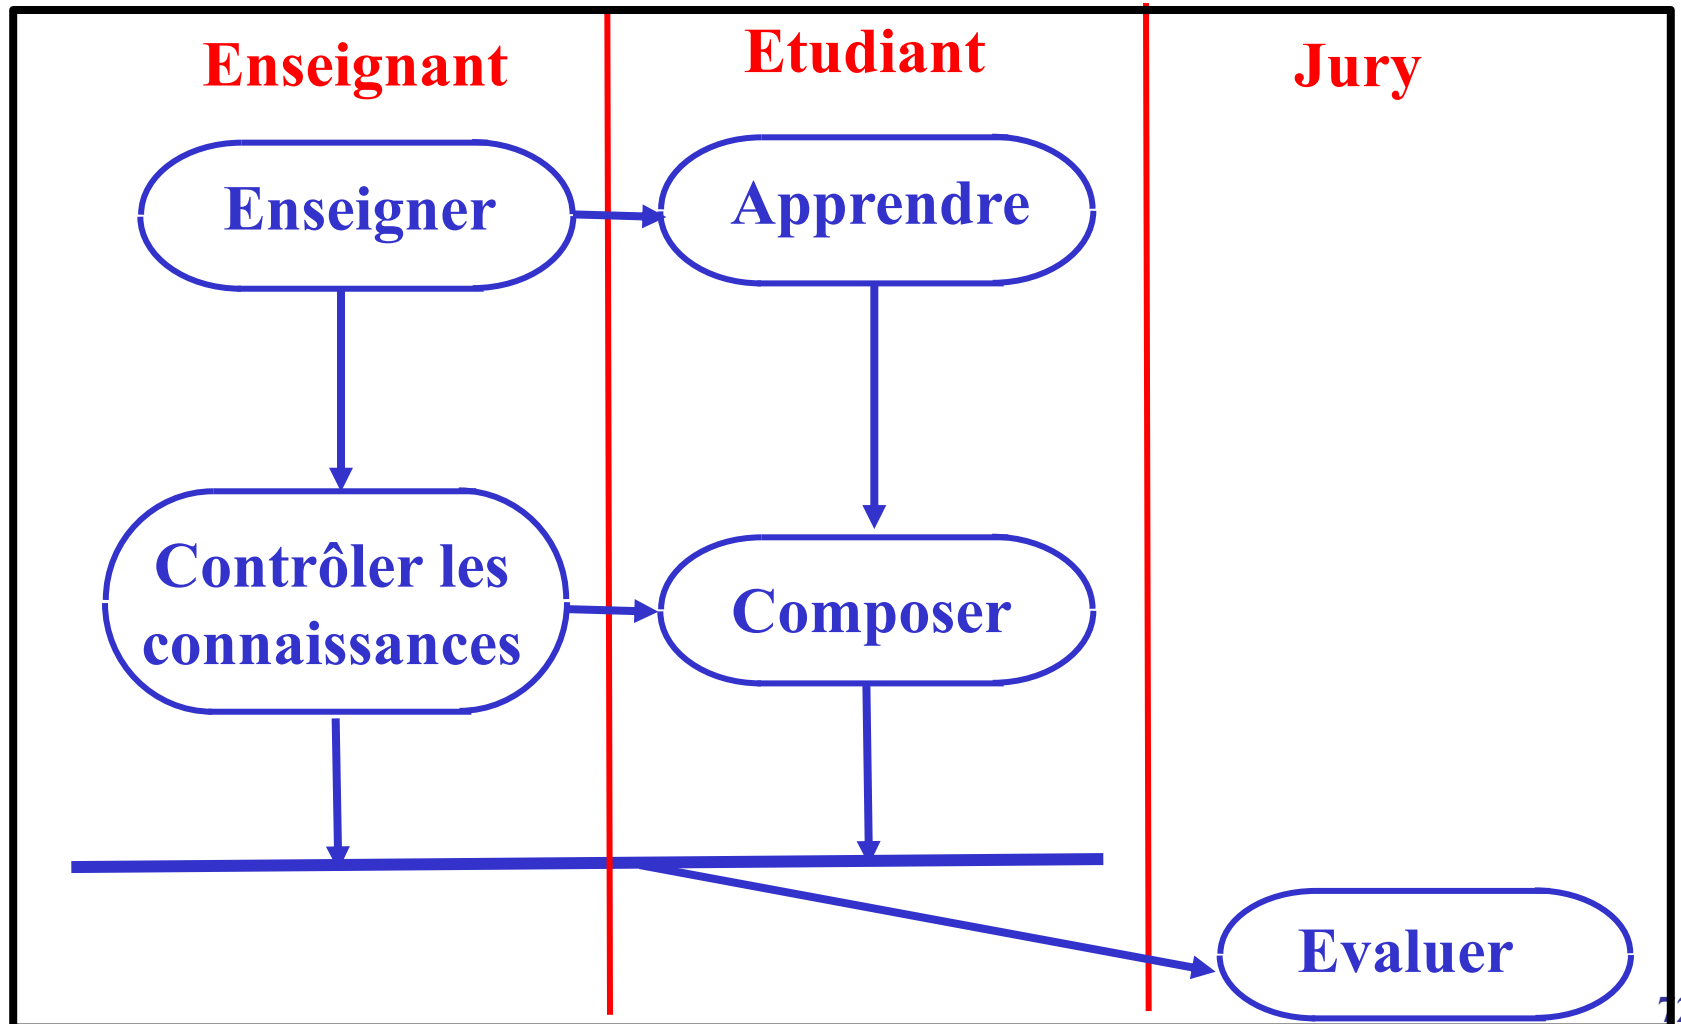 Enseignant
Etudiant
Jury
Enseigner
Apprendre
Contrôler les
connaissances
Composer
Evaluer